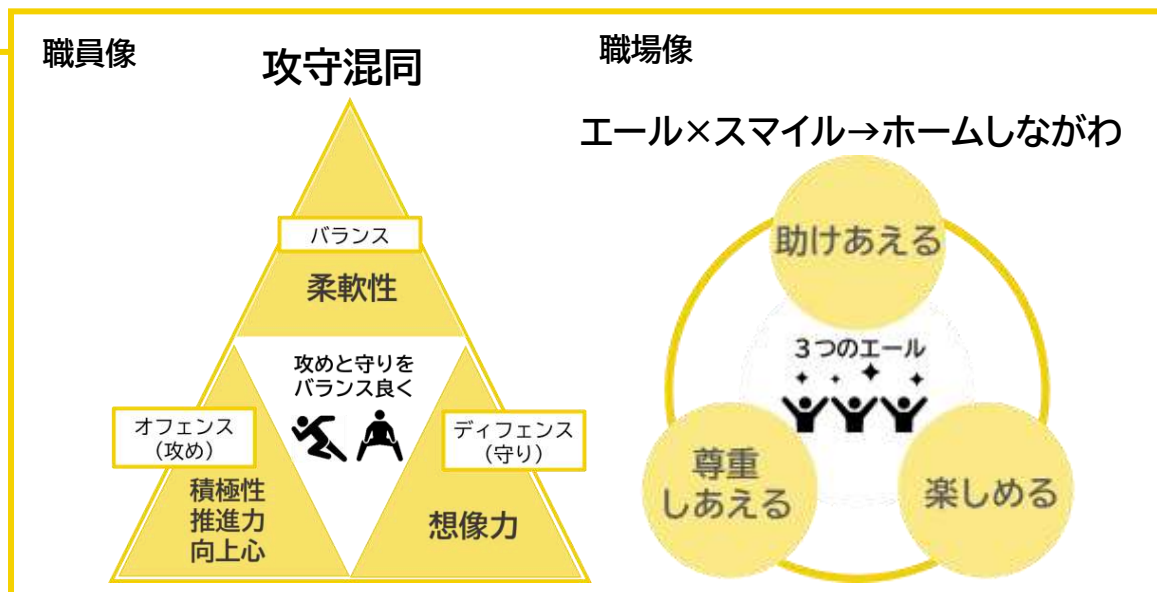 職員像
攻守混同
バランス
柔軟性
攻めと守りを
バランス良く
オフェンス
(攻め)
積極性
推進力
向上心
ディフェンス
(守り)
想像力
職場像
エール×スマイル→ホームしながわ
助けあえる
3つのエール
尊重
しあえる
楽しめる